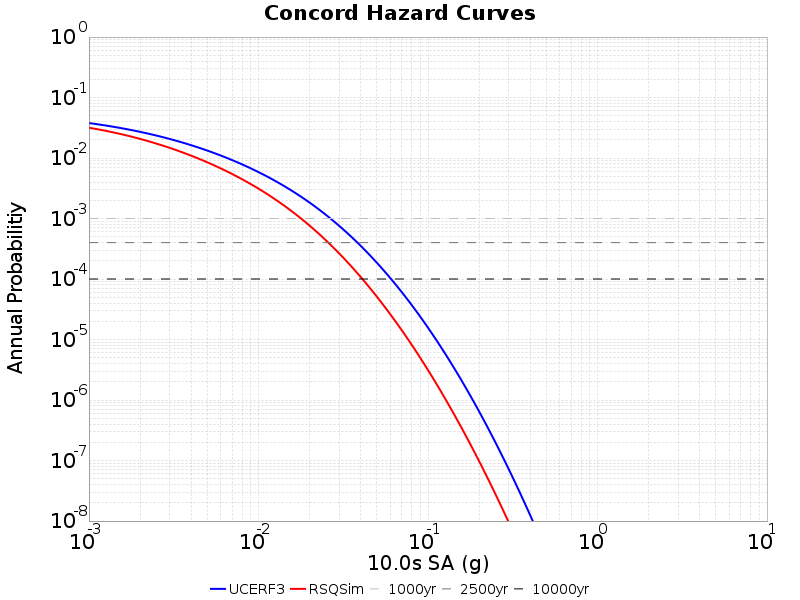 Concord Hazard Curves
10^0
10^-1
10^-2
10^-3
10^-4
10^-5
10^-6
10^-7
10^-8
Annual Probabilitiy
10^-3 10^-2 10^-1 10^0 10^1
10.0s SA (g)
UCERF3 RSQSim 1000yr 2500yr 10000yr